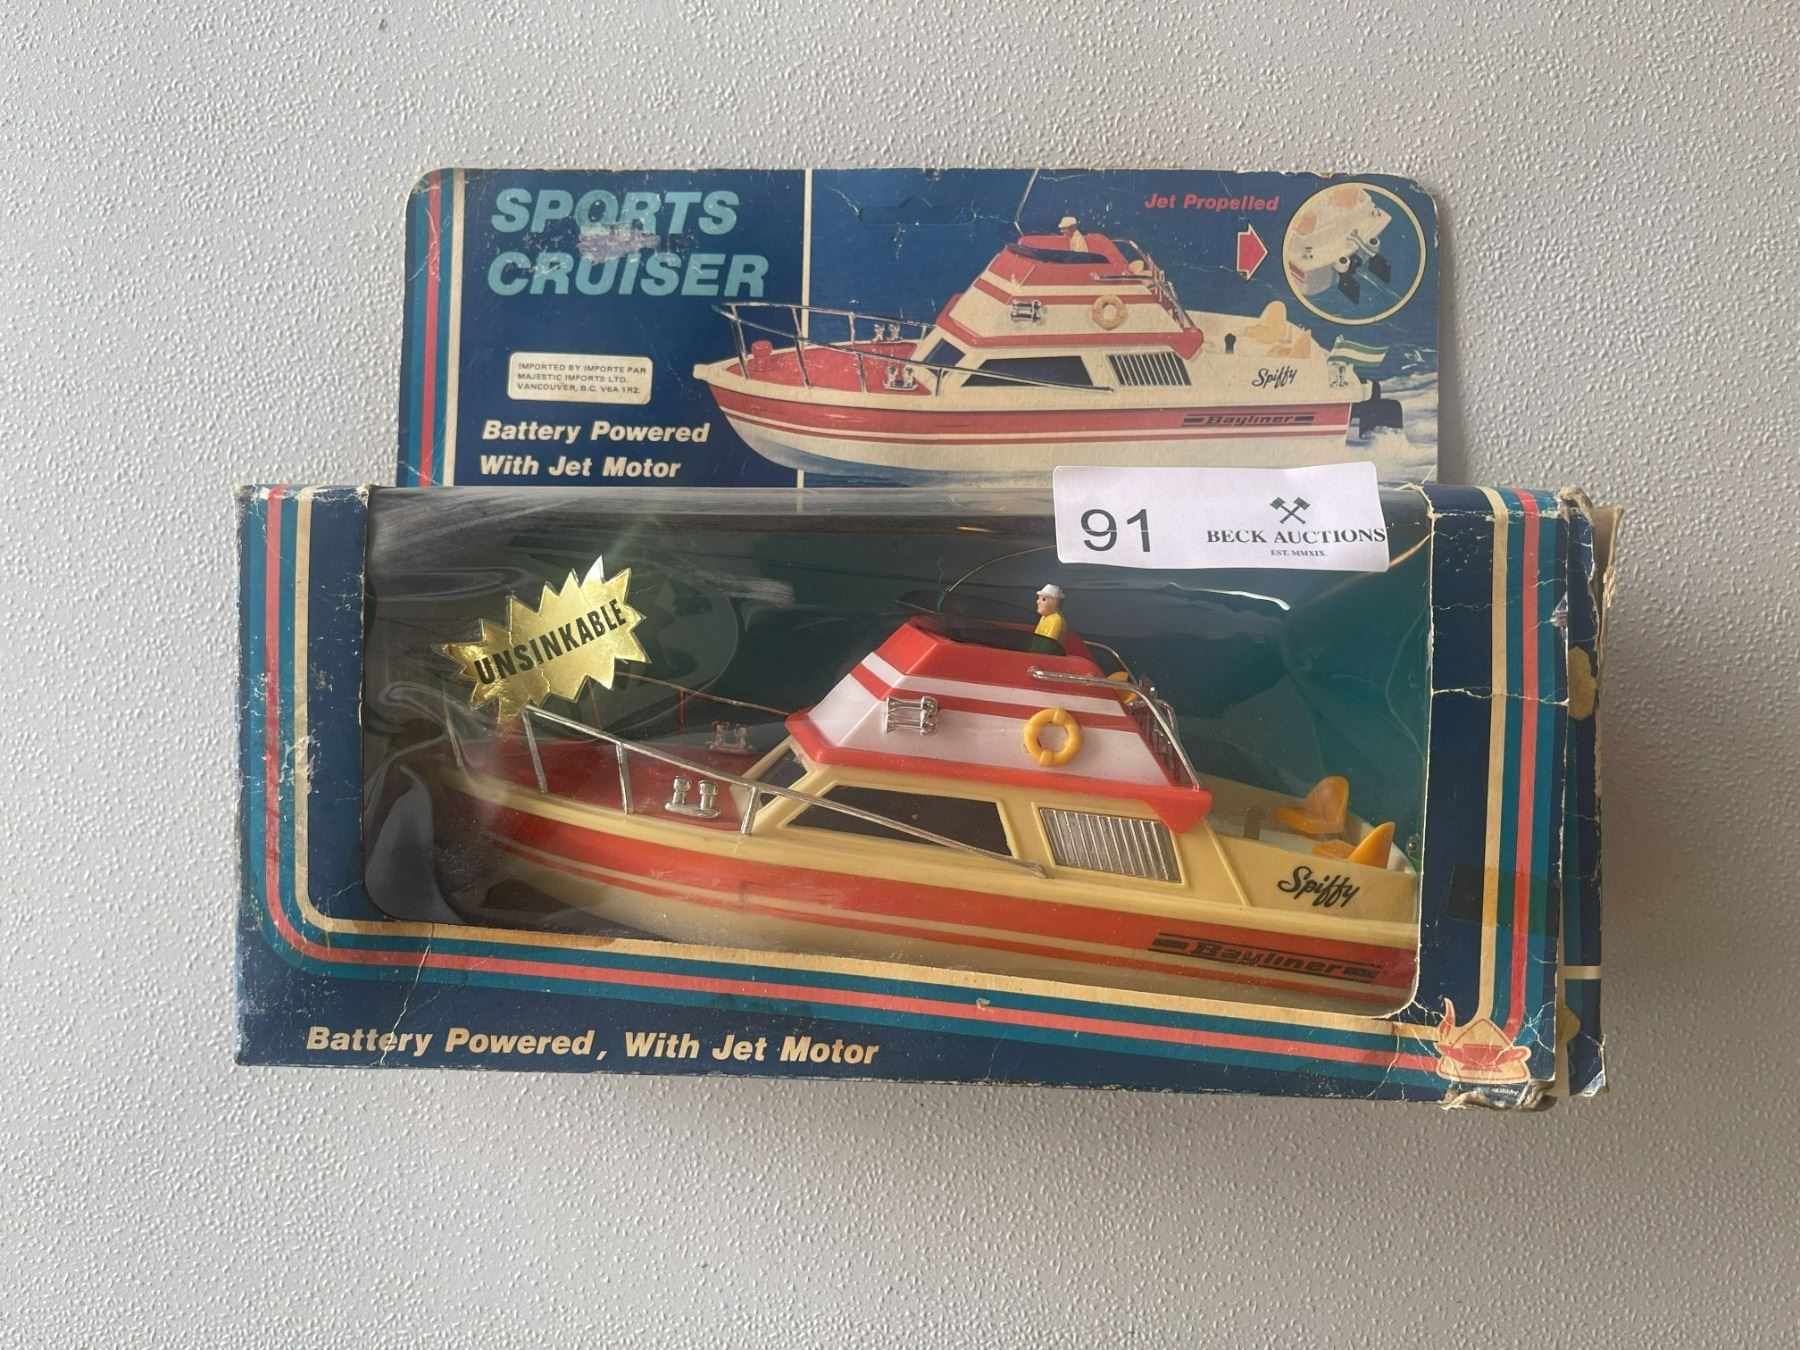 SPORTS
CRUISER
Jet Propelled
IMPORTED BY IMPORTE PAR
MAJESTIC IMPORTS LTD.
VANCOUVER, B.C. V6A 1R2.
Spiffy
Bayliner
Battery Powered
With Jet Motor
91
BECK AUCTIONS
EST. MMXIX.
UNSINKABLE
Spiffy
Bayliner
Battery Powered, With Jet Motor